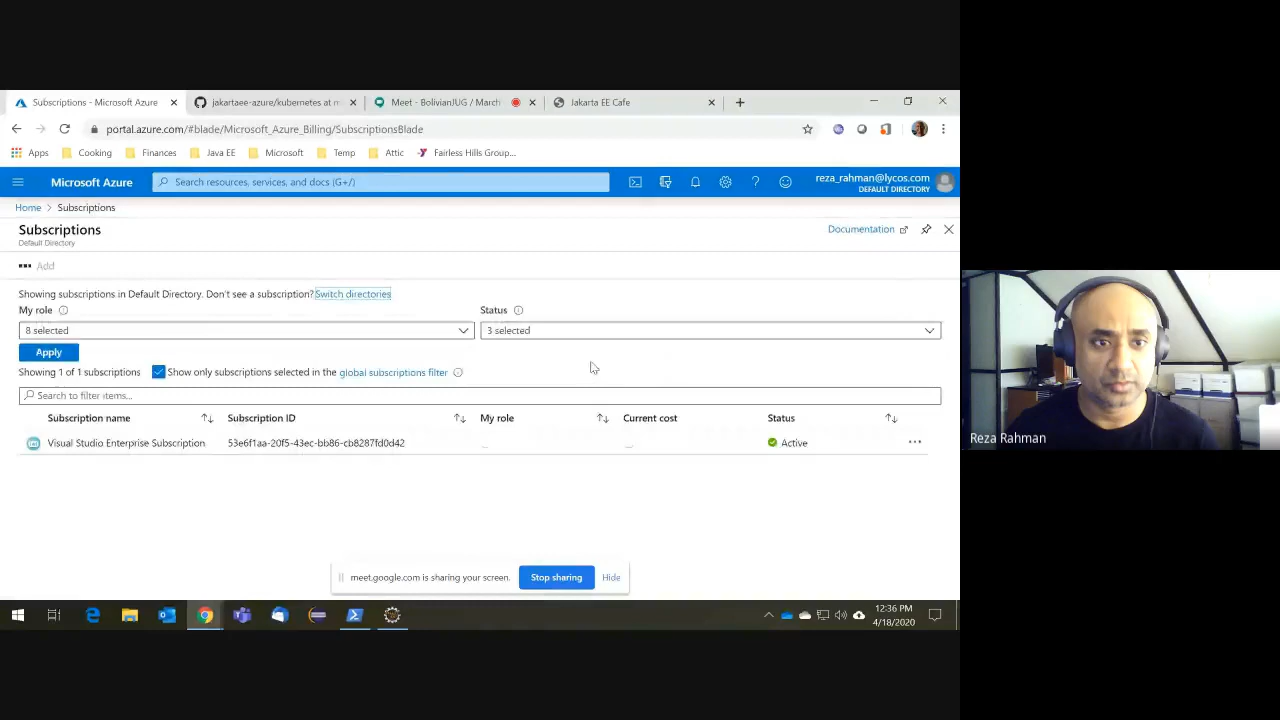 Subscriptions - Microsoft Azure
jakartaee-azure/kubernetes at m
Meet - BolivianJUG / March
Jakarta EE Cafe
portal.azure.com/#blade/Microsoft_Azure_Billing/SubscriptionsBlade
Apps Cooking Finances Java EE Microsoft Temp Attic Fairless Hills Group...
Microsoft Azure
Search resources, services, and docs (G+/)
reza_rahman@lycos.com
DEFAULT DIRECTORY
Home > Subscriptions
Subscriptions
Default Directory
Documentation
Add
Showing subscriptions in Default Directory. Don't see a subscription? Switch directories
My role Status
8 selected 3 selected
Apply
Showing 1 of 1 subscriptions Show only subscriptions selected in the global subscriptions filter
Search to filter items...
Subscription name Subscription ID My role Current cost Status
Visual Studio Enterprise Subscription 53e6f1aa-20f5-43ec-bb86-cb8287fd0d42 Active
meet.google.com is sharing your screen. Stop sharing Hide
12:36 PM
4/18/2020
Reza Rahman